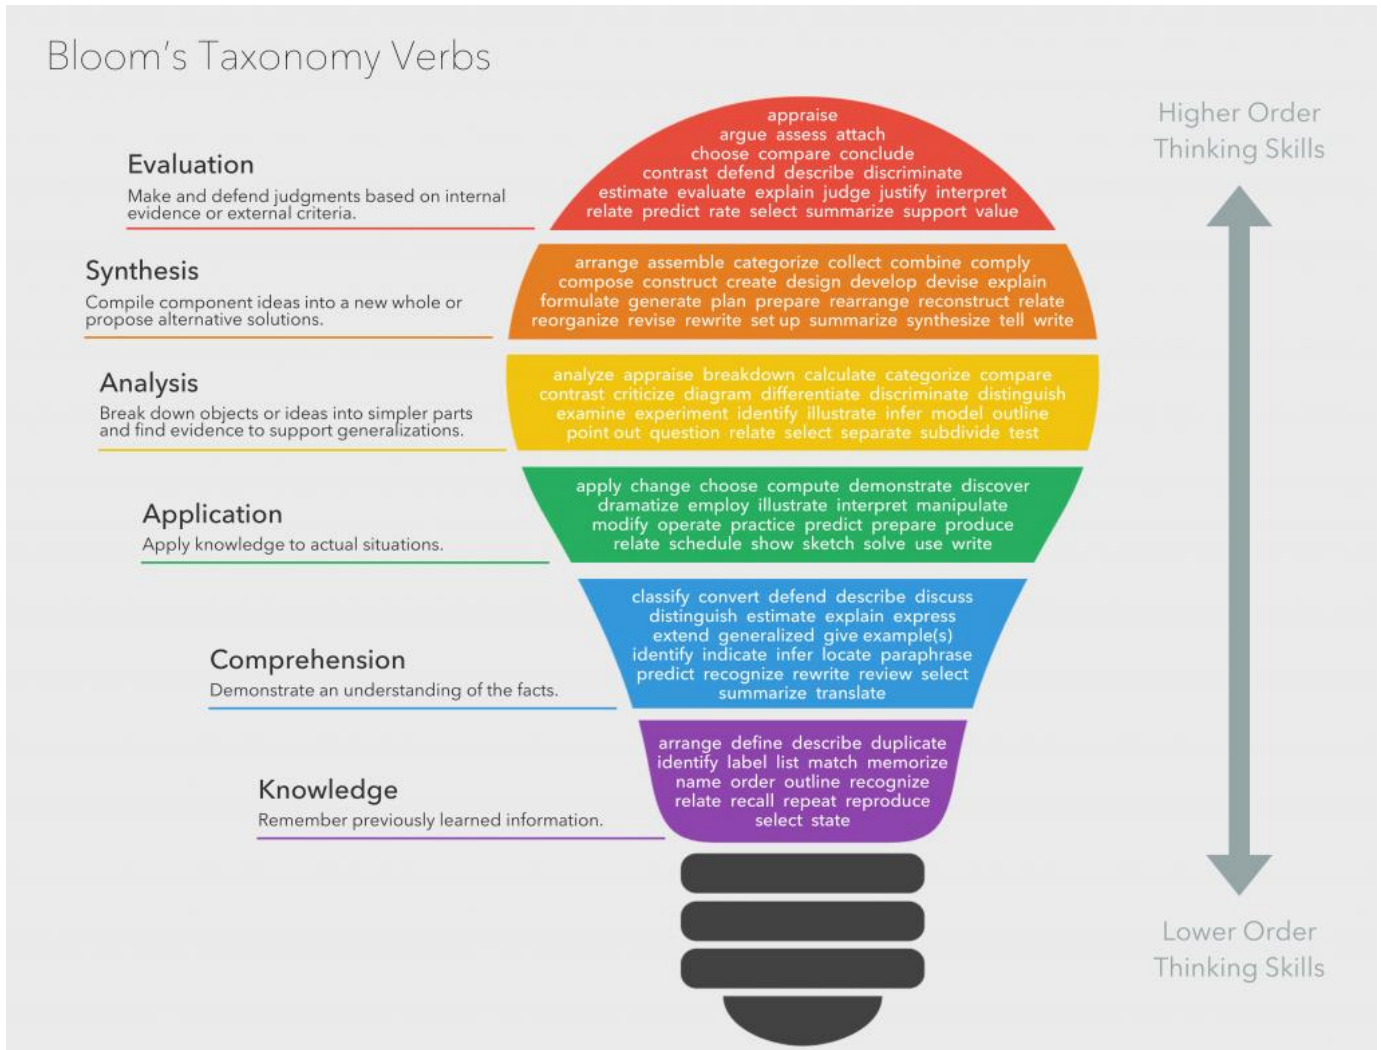 Bloom's Taxonomy Verbs
Higher Order
Thinking Skills
Evaluation
Make and defend judgments based on internal
evidence or external criteria.
appraise
argue assess attach
choose compare conclude
contrast defend describe discriminate
estimate evaluate explain judge justify interpret
relate predict rate select summarize support value
Synthesis
Compile component ideas into a new whole or
propose alternative solutions.
arrange assemble categorize collect combine comply
compose construct create design develop devise explain
formulate generate plan prepare rearrange reconstruct relate
reorganize revise rewrite set up summarize synthesize tell write
Analysis
Break down objects or ideas into simpler parts
and find evidence to support generalizations.
analyze appraise breakdown calculate categorize compare
contrast criticize diagram differentiate discriminate distinguish
examine experiment identify illustrate infer model outline
point out question relate select separate subdivide test
Application
Apply knowledge to actual situations.
apply change choose compute demonstrate discover
dramatize employ illustrate interpret manipulate
modify operate practice predict prepare produce
relate schedule show sketch solve use write
Comprehension
Demonstrate an understanding of the facts.
classify convert defend describe discuss
distinguish estimate explain express
extend generalized give example(s)
identify indicate infer locate paraphrase
predict recognize rewrite review select
summarize translate
Knowledge
Remember previously learned information.
arrange define describe duplicate
identify label list match memorize
name order outline recognize
relate recall repeat reproduce
select state
Lower Order
Thinking Skills